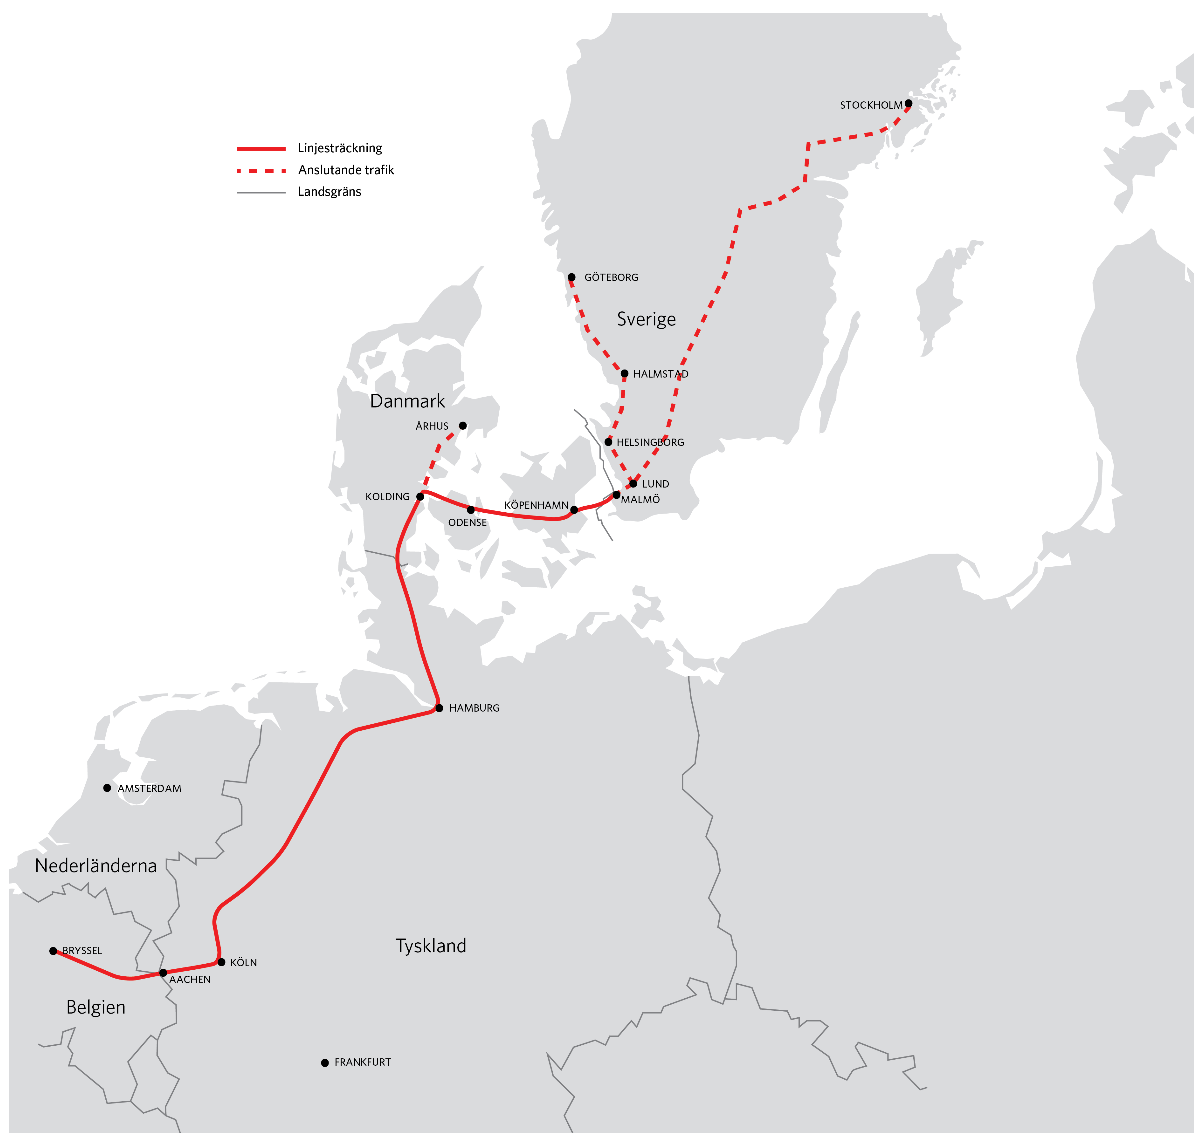 STOCKHOLM
Linjesträckning
Anslutande trafik
Landsgräns
GÖTEBORG
Sverige
HALMSTAD
Danmark
ÅRHUS
HELSINGBORG
LUND
KOLDING
MALMÖ
KÖPENHAMN
ODENSE
HAMBURG
AMSTERDAM
Nederländerna
Tyskland
BRYSSEL
KÖLN
AACHEN
Belgien
FRANKFURT